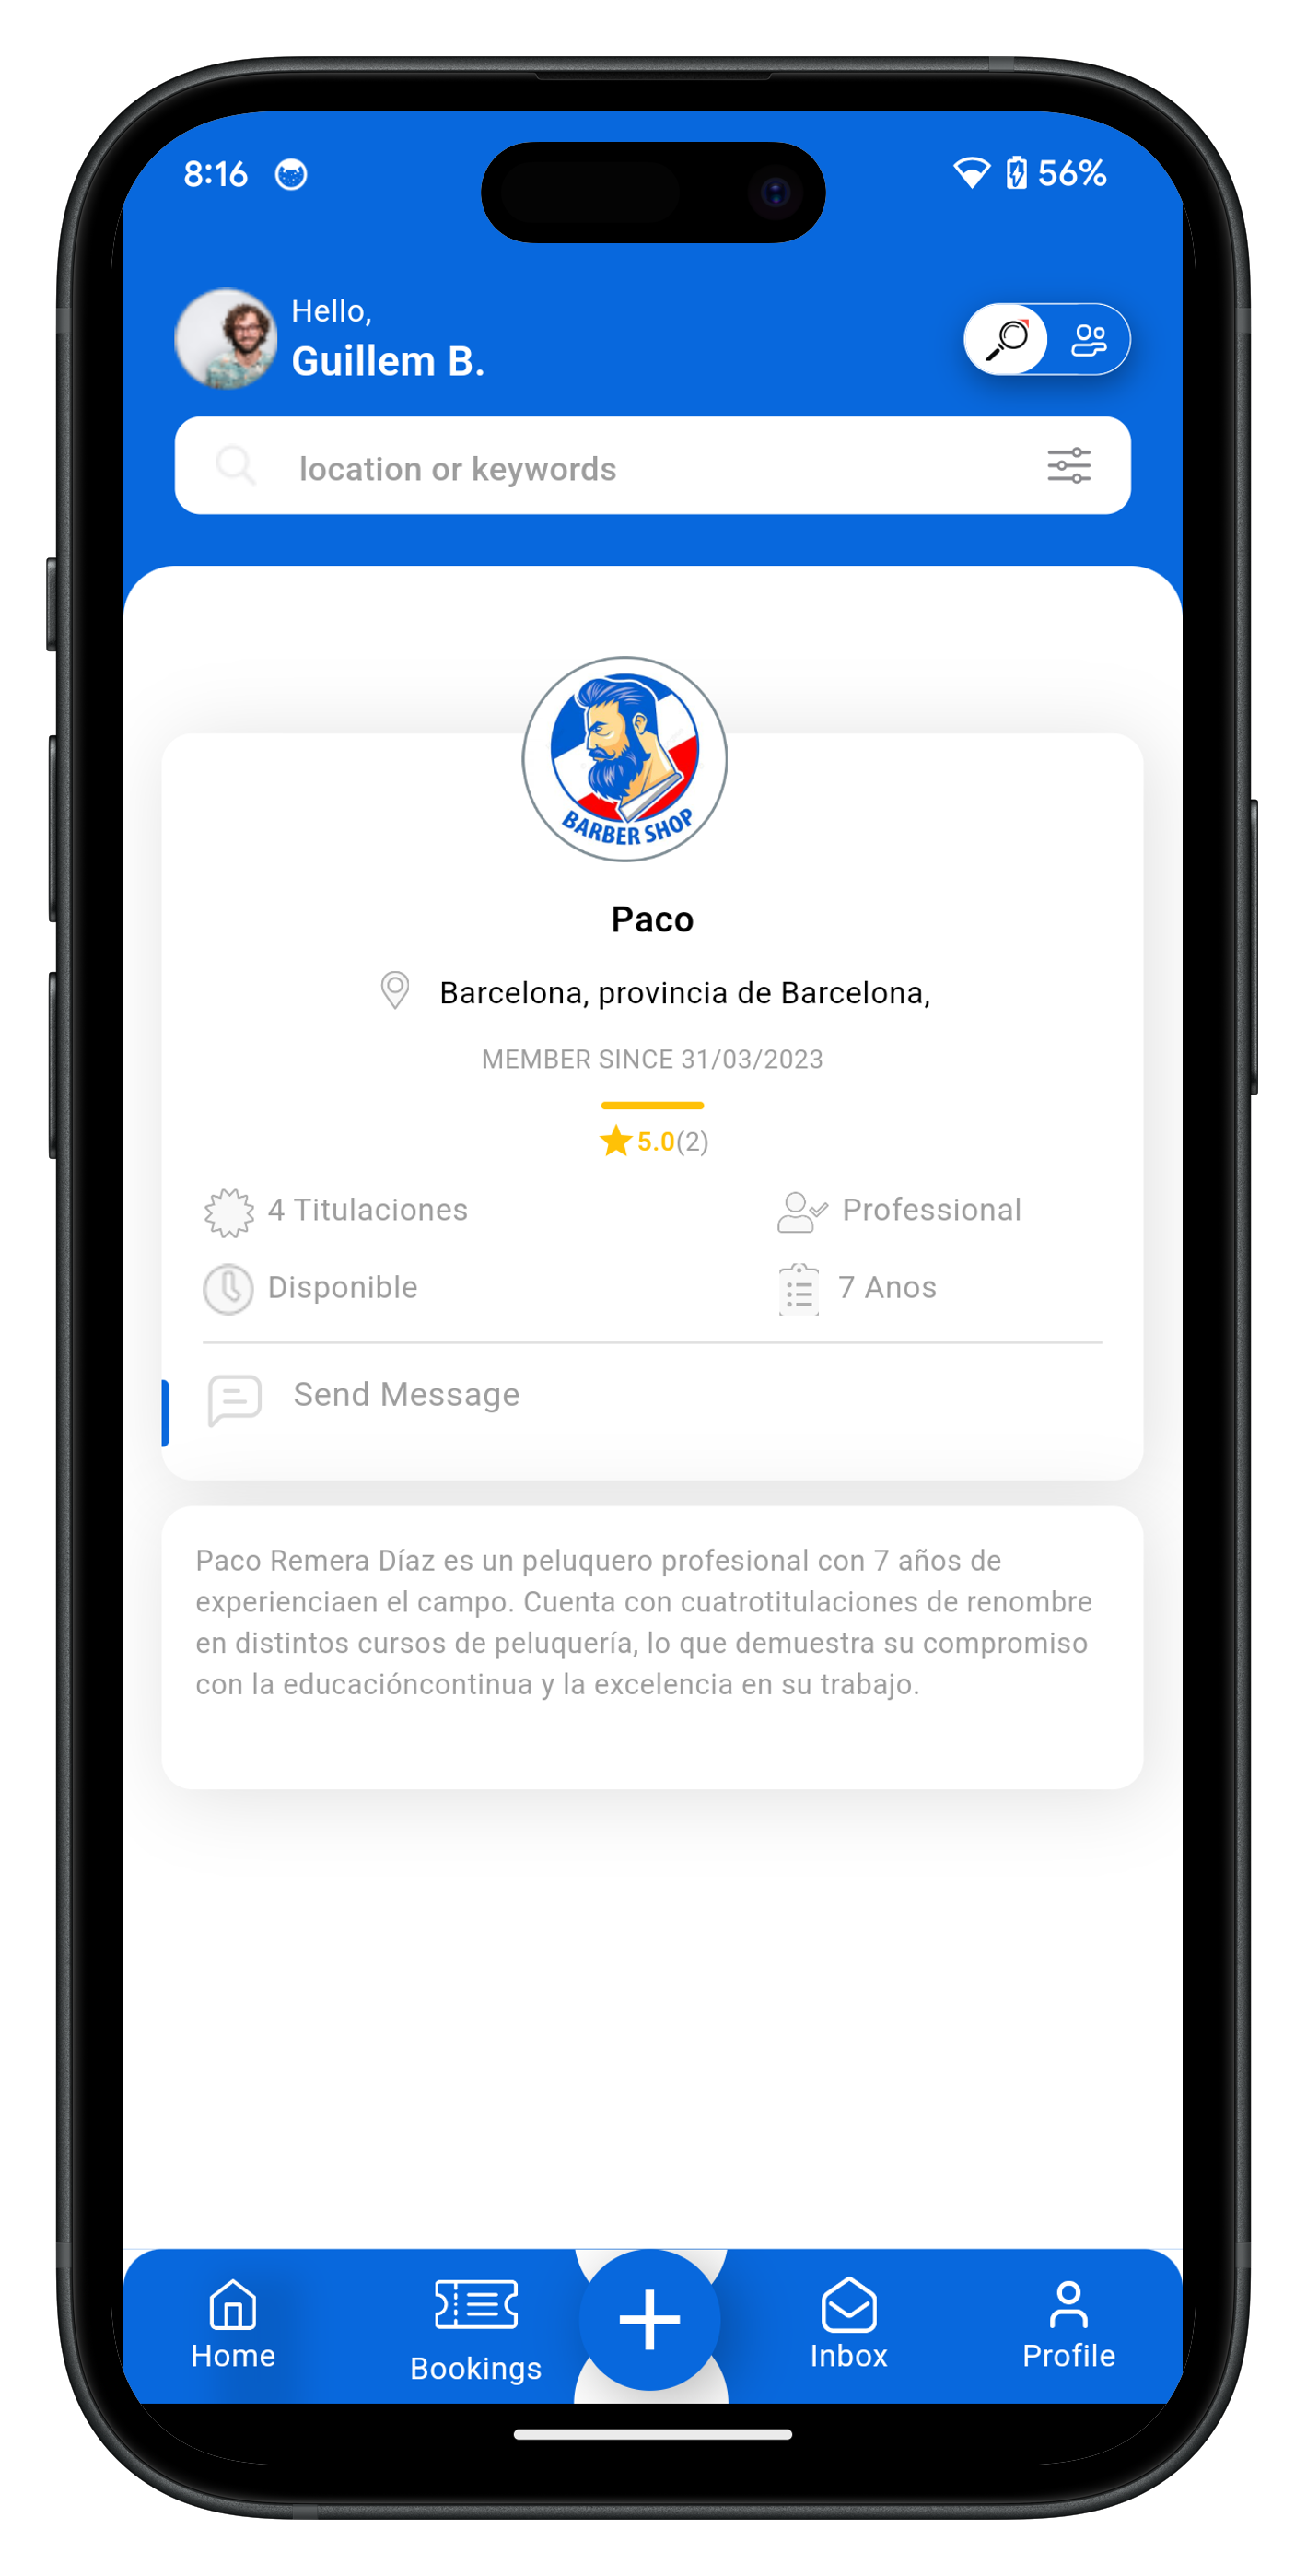 8:16
56%
Hello,
Guillem B.
location or keywords
BARBER SHOP
Paco
Barcelona, provincia de Barcelona,
MEMBER SINCE 31/03/2023
5.0(2)
4 Titulaciones
Professional
Disponible
7 Anos
Send Message
Paco Remera Díaz es un peluquero profesional con 7 años de
experienciaen el campo. Cuenta con cuatrotitulaciones de renombre
en distintos cursos de peluquería, lo que demuestra su compromiso
con la educacióncontinua y la excelencia en su trabajo.
Home
Bookings
Inbox
Profile